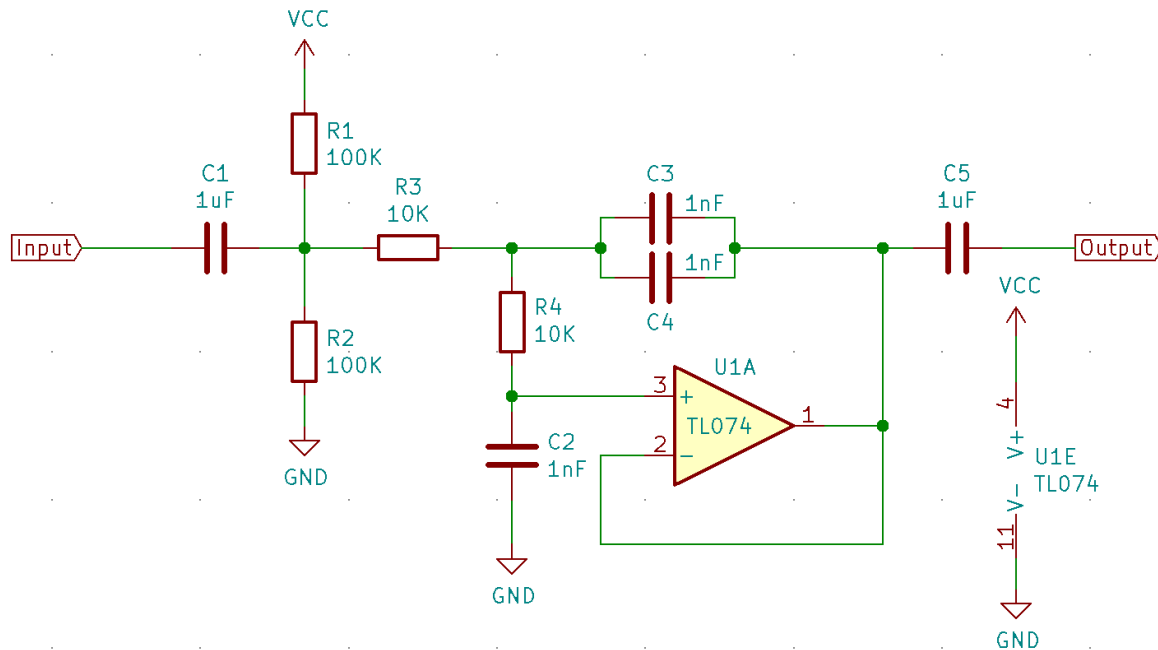 VCC
R1
100K
C1
1uF
R3
10K
C3
1nF
C5
1uF
Input
1nF
C4
Output
R4
10K
R2
100K
VCC
U1A
3
+
TL074
1
2
-
4
V+
C2
1nF
U1E
TL074
V-
11
GND
GND
GND